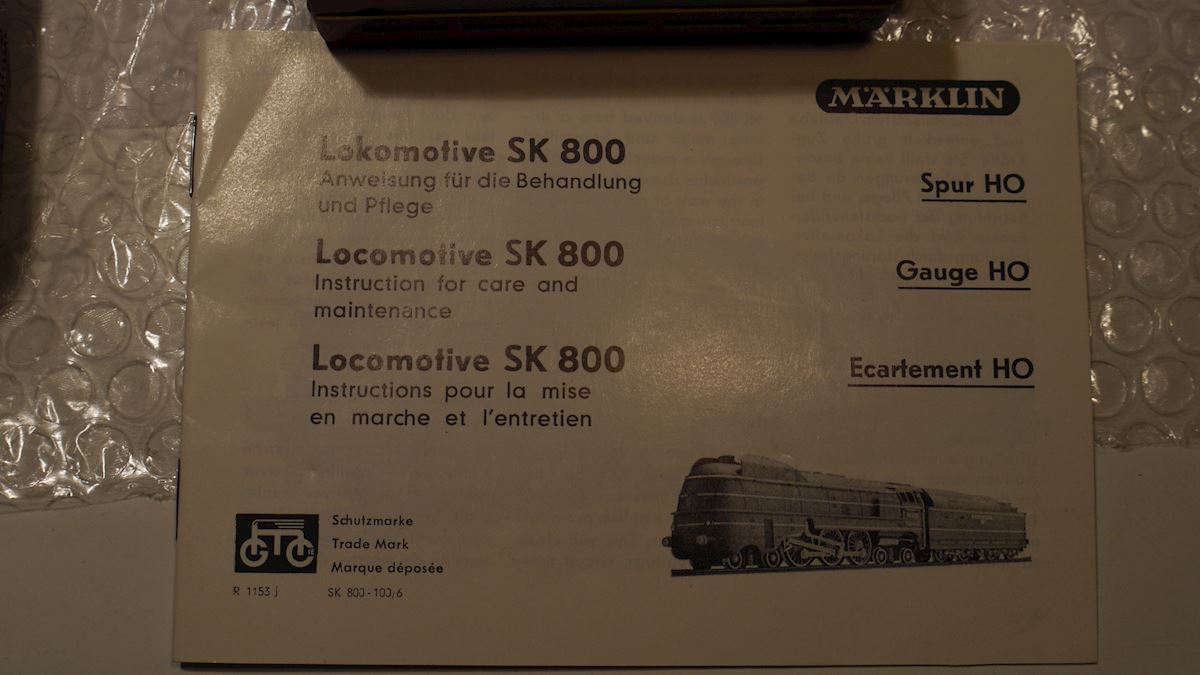 MÄRKLIN
Lokomotive SK 800
Anweisung für die Behandlung
und Pflege
Spur HO
Locomotive SK 800
Instruction for care and
maintenance
Gauge HO
Locomotive SK 800
Instructions pour la mise
en marche et l'entretien
Ecartement HO
Schutzmarke
Trade Mark
Marque déposée
R 1153 j
SK 800-100/6